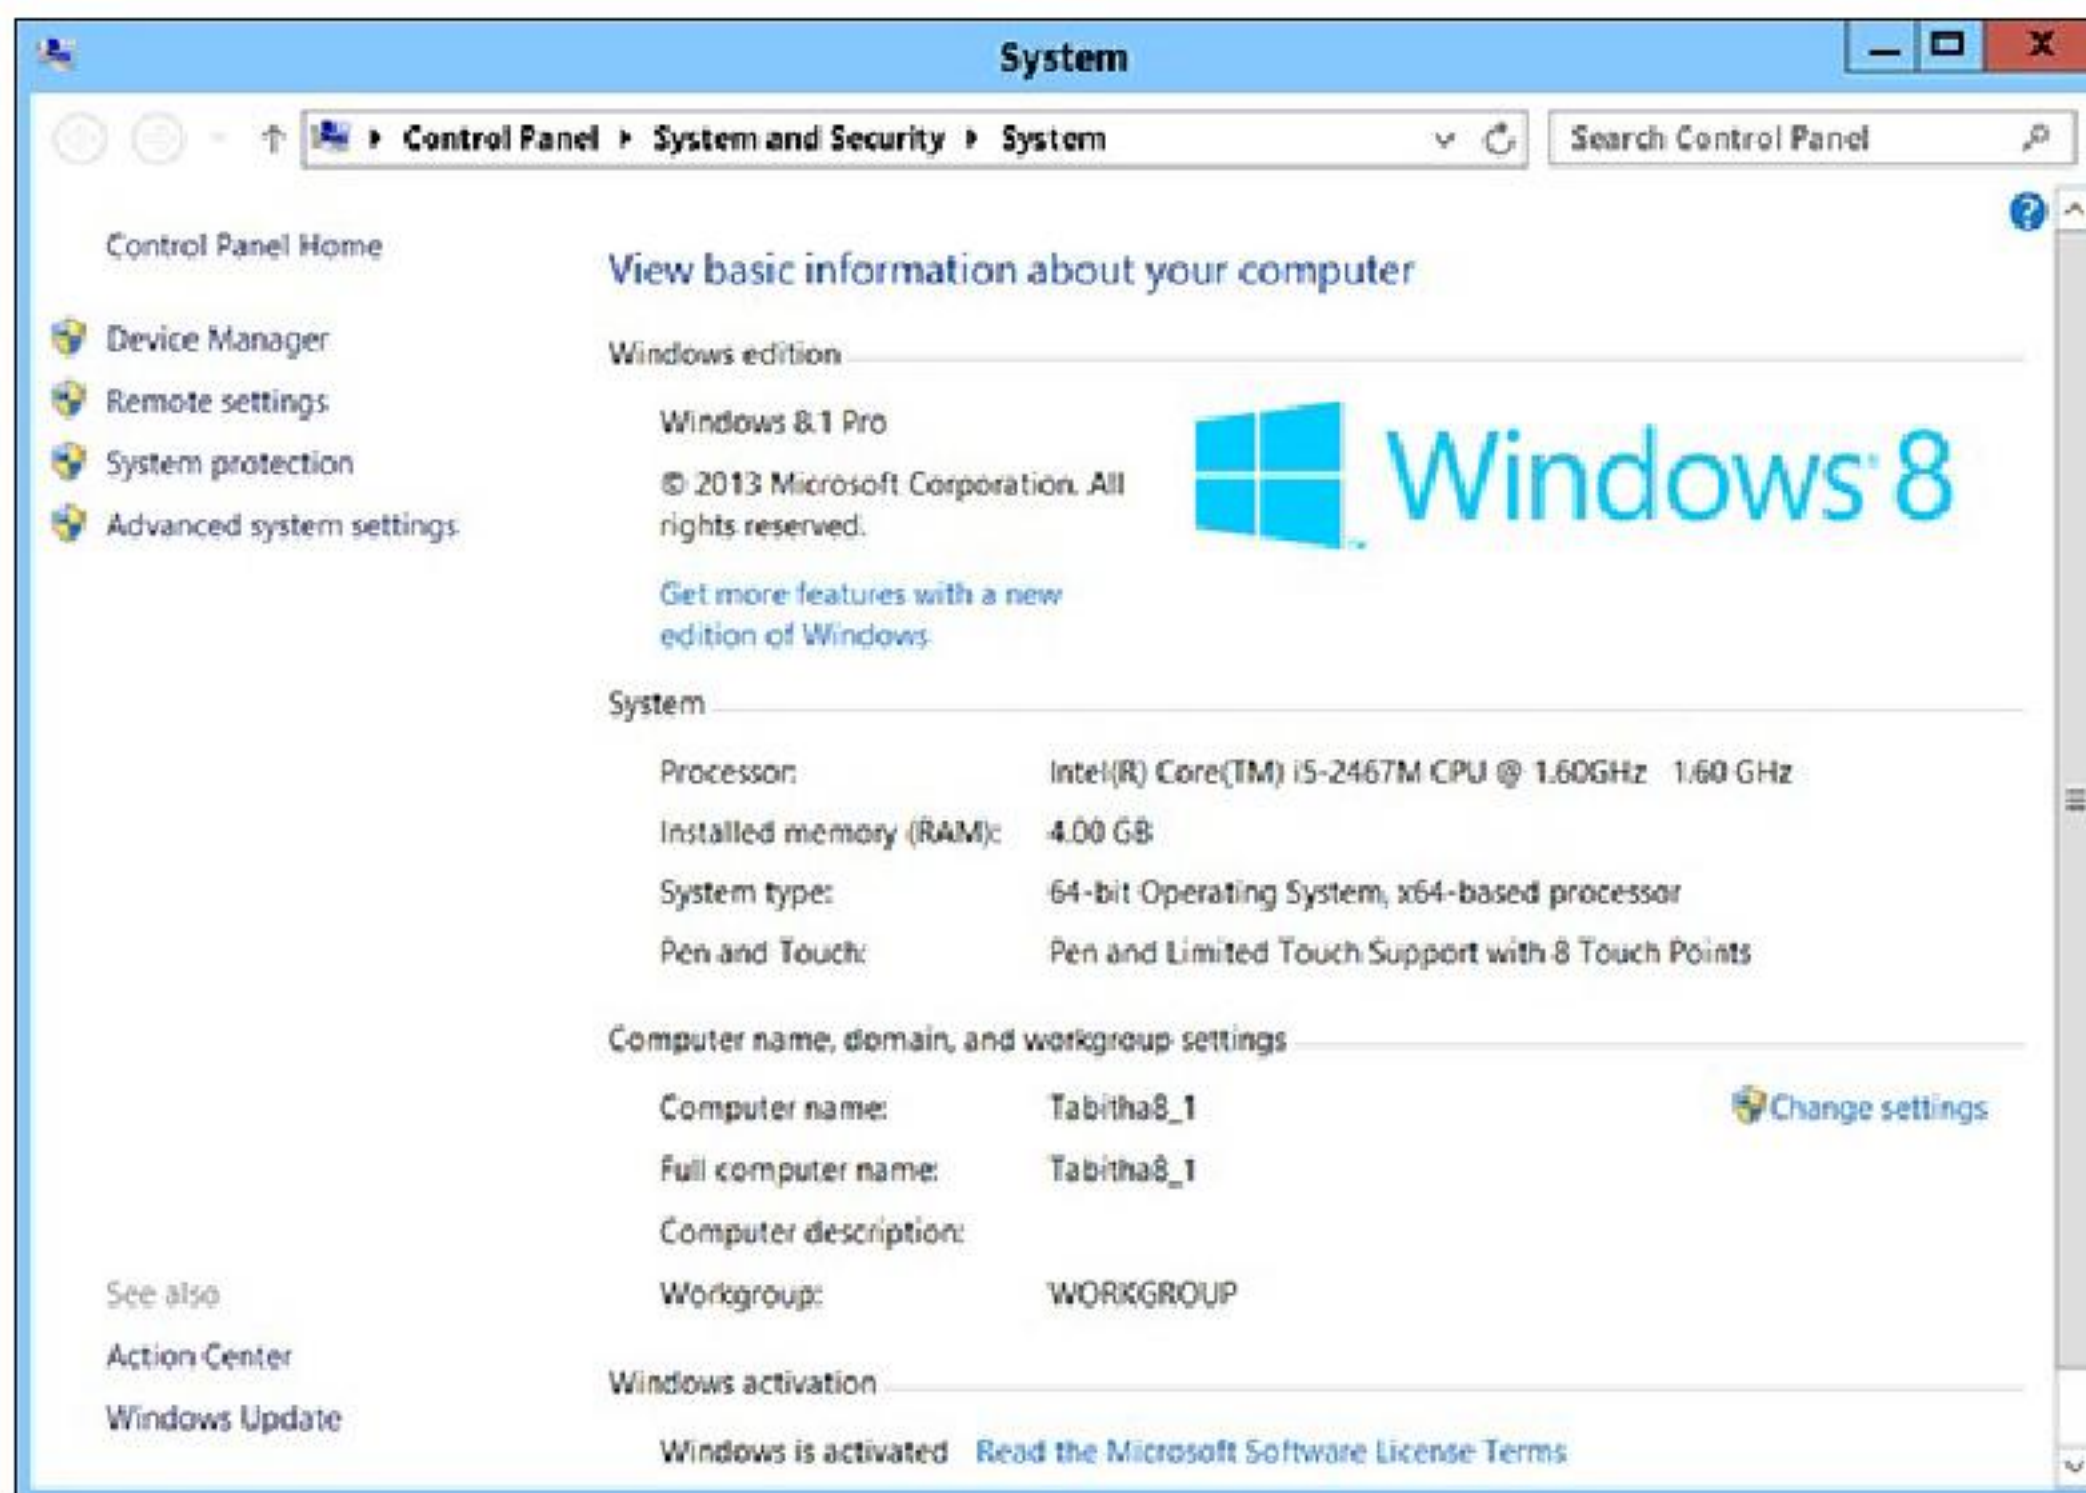 System
Control Panel ▸ System and Security ▸ System
Search Control Panel
Control Panel Home
Device Manager
Remote settings
System protection
Advanced system settings
See also
Action Center
Windows Update
View basic information about your computer
Windows edition
Windows 8.1 Pro
© 2013 Microsoft Corporation. All
rights reserved.
Get more features with a new
edition of Windows
Windows 8
System
Processor: Intel(R) Core(TM) i5-2467M CPU @ 1.60GHz 1.60 GHz
Installed memory (RAM): 4.00 GB
System type: 64-bit Operating System, x64-based processor
Pen and Touch: Pen and Limited Touch Support with 8 Touch Points
Computer name, domain, and workgroup settings
Computer name: Tabitha8_1
Change settings
Full computer name: Tabitha8_1
Computer description:
Workgroup: WORKGROUP
Windows activation
Windows is activated Read the Microsoft Software License Terms